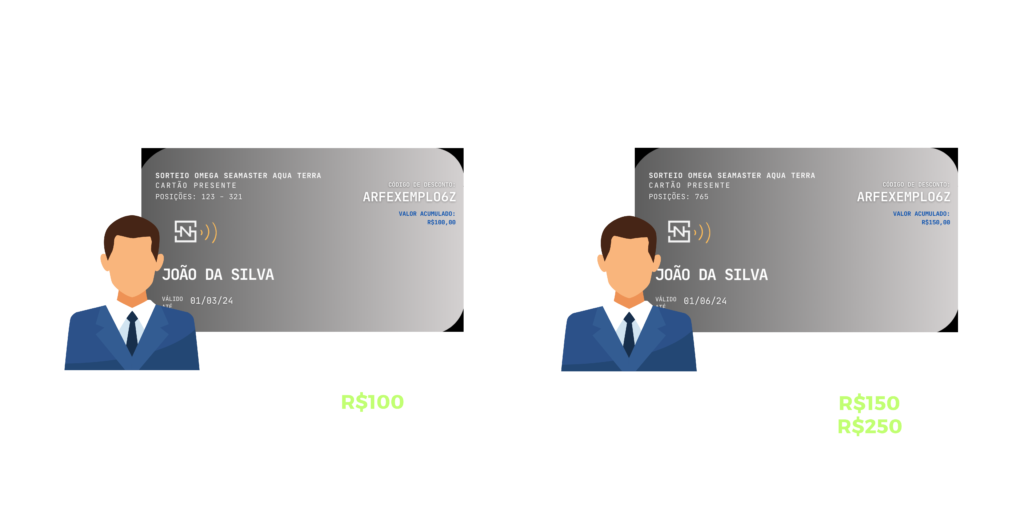 SORTEIO OMEGA SEAMASTER AQUA TERRA
CARTÃO PRESENTE
POSIÇÕES: 123 - 321
CÓDIGO DE DESCONTO:
ARFEXEMPLO6Z
VALOR ACUMULADO:
R$100,00
JOÃO DA SILVA
VÁLIDO
ATÉ
01/03/24
R$100
SORTEIO OMEGA SEAMASTER AQUA TERRA
CARTÃO PRESENTE
POSIÇÕES: 765
CÓDIGO DE DESCONTO:
ARFEXEMPLO6Z
VALOR ACUMULADO:
R$150,00
JOÃO DA SILVA
VÁLIDO
ATÉ
01/06/24
R$150
R$250